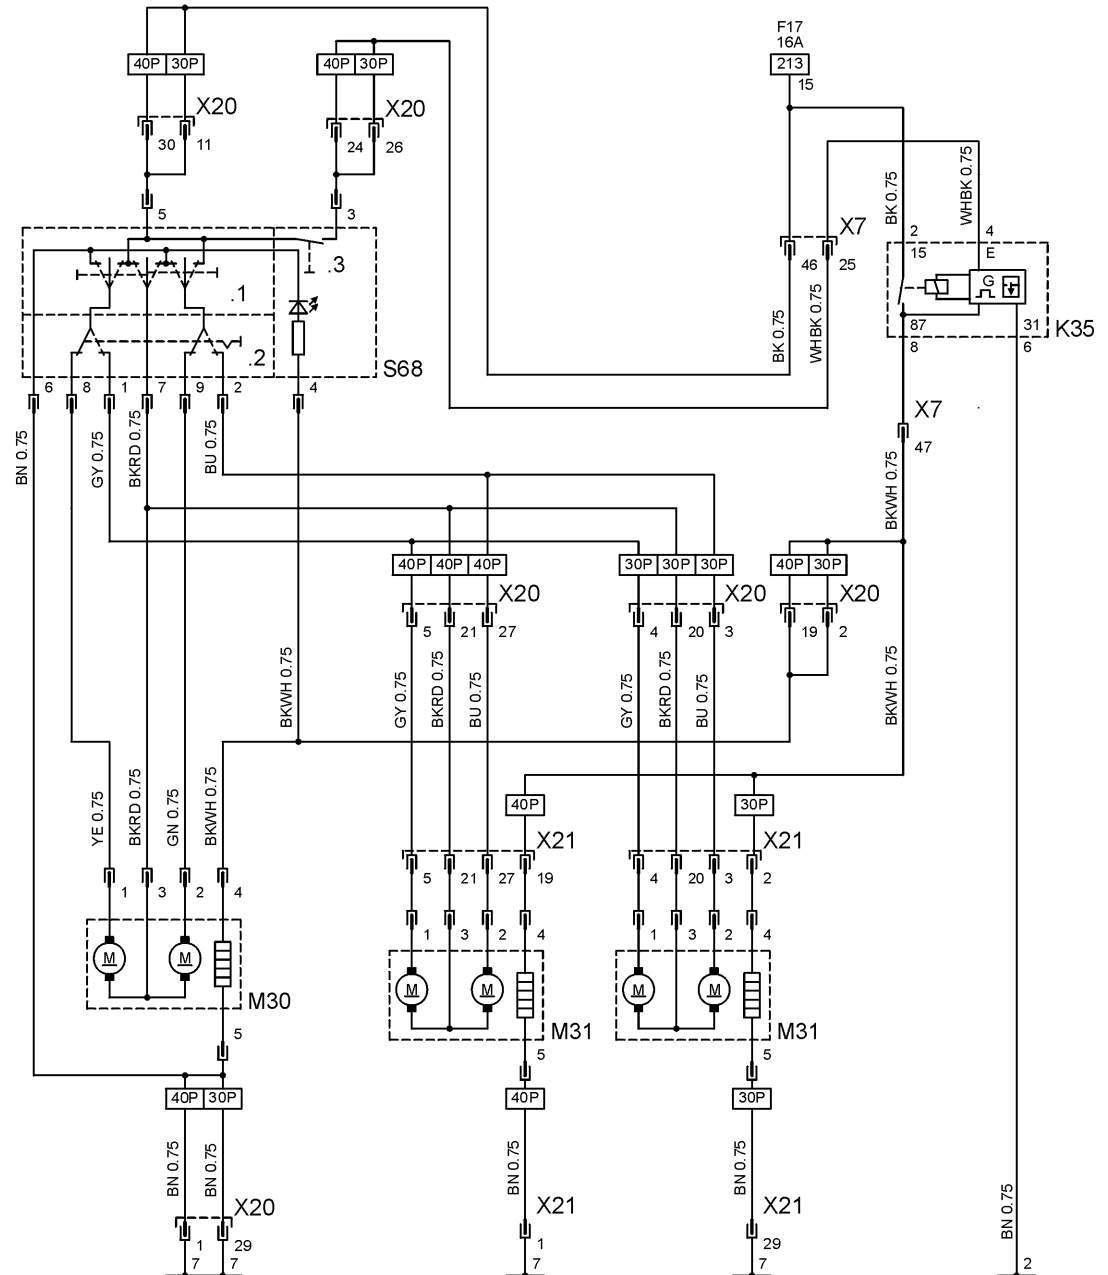 F17
16A
213
15
40P 30P
40P 30P
X20
30 11
X20
24 26
5
3
BK 0.75
WHBK 0.75
X7
46 25
2 4
15 E
G
87 31
8 6
K35
BK 0.75
WHBK 0.75
.3
.1
.2
S68
6 8 1 7 9 2 4
BN 0.75
GY 0.75
BKRD 0.75
BU 0.75
X7
47
BKWH 0.75
40P 40P 40P
30P 30P 30P
40P 30P
X20
5 21 27
X20
4 20 3
X20
19 2
BKWH 0.75
GY 0.75
BKRD 0.75
BU 0.75
GY 0.75
BKRD 0.75
BU 0.75
BKWH 0.75
YE 0.75
BKRD 0.75
GN 0.75
BKWH 0.75
40P
30P
X21
5 21 27 19
X21
4 20 3 2
1 3 2 4
1 3 2 4
1 3 2 4
M M
M30
M M
M31
M M
M31
5
5
5
40P 30P
40P
30P
BN 0.75
BN 0.75
BN 0.75
BN 0.75
BN 0.75
X20
1 29
X21
1
X21
29
7 7
7
7
2